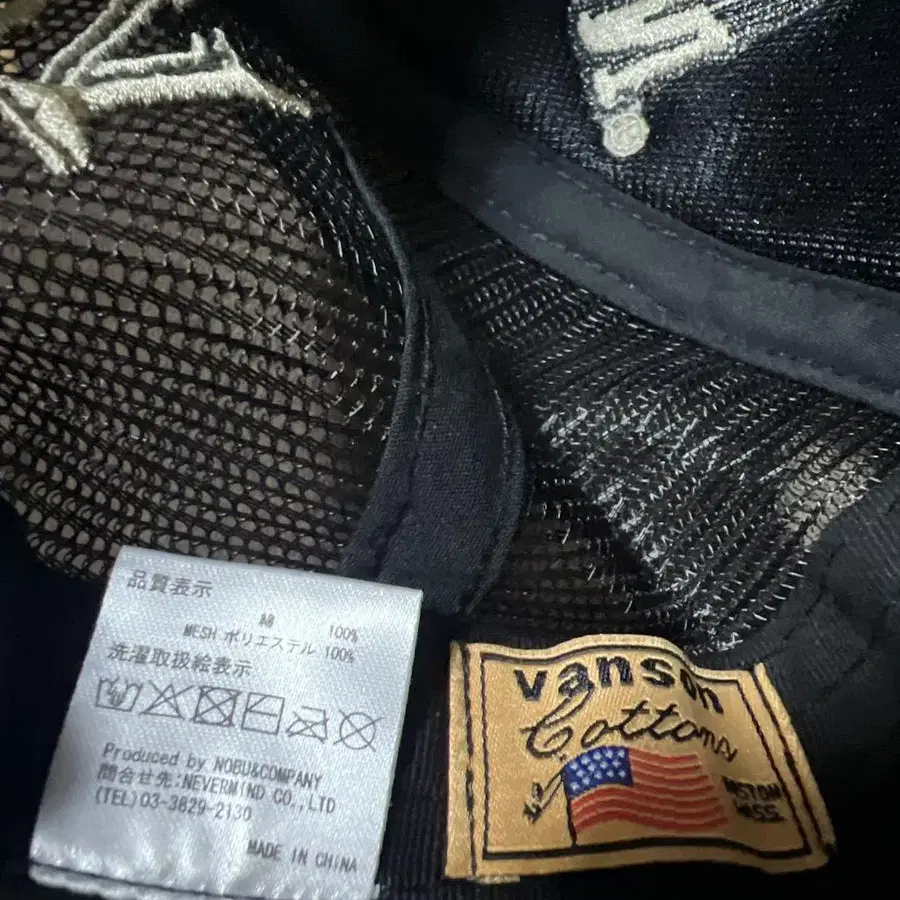 品質表示
綿 100%
MESH ポリエステル 100%
洗濯取扱絵表示
Produced by NOBU&COMPANY
問合せ先:NEVERMIND CO.,LTD
(TEL)03-3829-2130
MADE IN CHINA
vanson
Cottons
MASS.